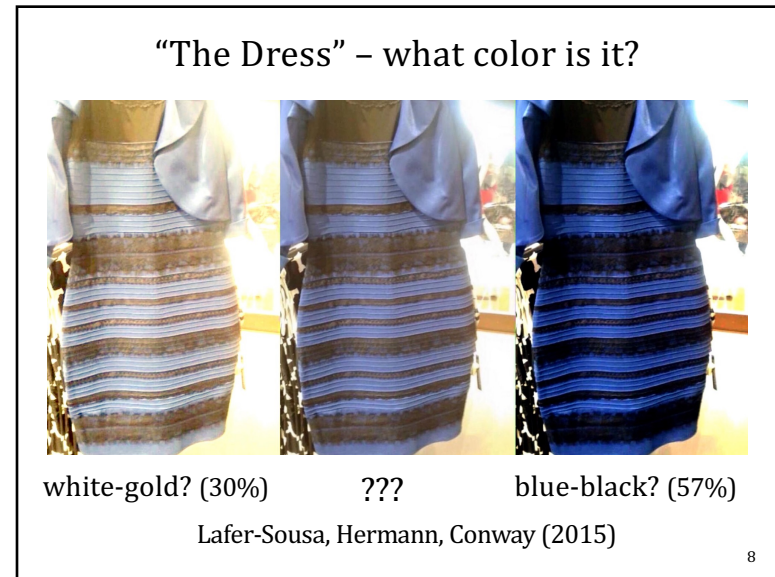 “The Dress” – what color is it?
white-gold? (30%) ??? blue-black? (57%)
Lafer-Sousa, Hermann, Conway (2015)
8